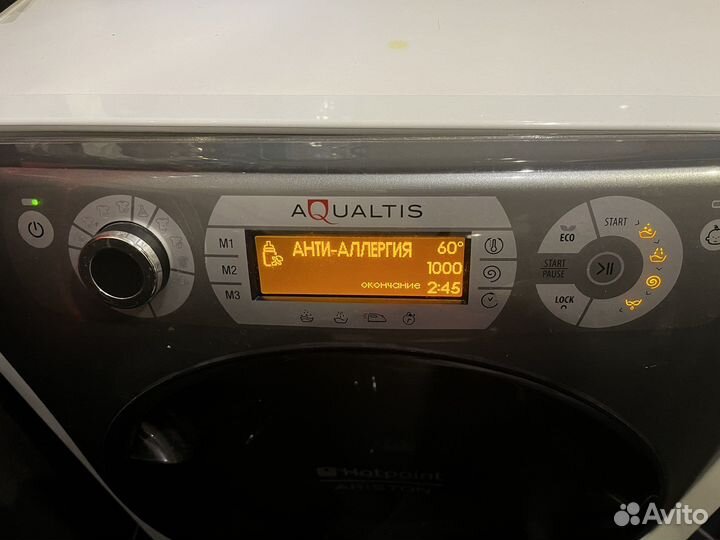 AQUALTIS
M1
M2
M3
АНТИ-АЛЛЕРГИЯ 60°
1000
окончание 2:45
ECO
START
START
PAUSE
LOCK
Hotpoint
ARISTON
Avito